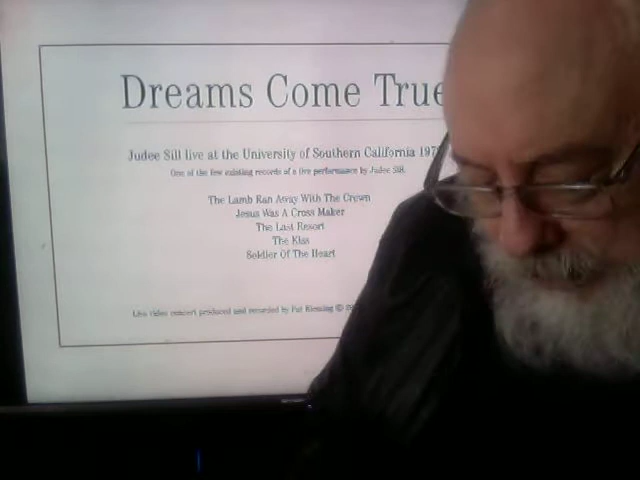 Dreams Come True
Judee Sill live at the University of Southern California 197
One of the few existing records of a live performance by Judee Sill.
The Lamb Ran Away With The Crown
Jesus Was A Cross Maker
The Last Resort
The Kiss
Soldier Of The Heart
Live video concert produced and recorded by Pat ©